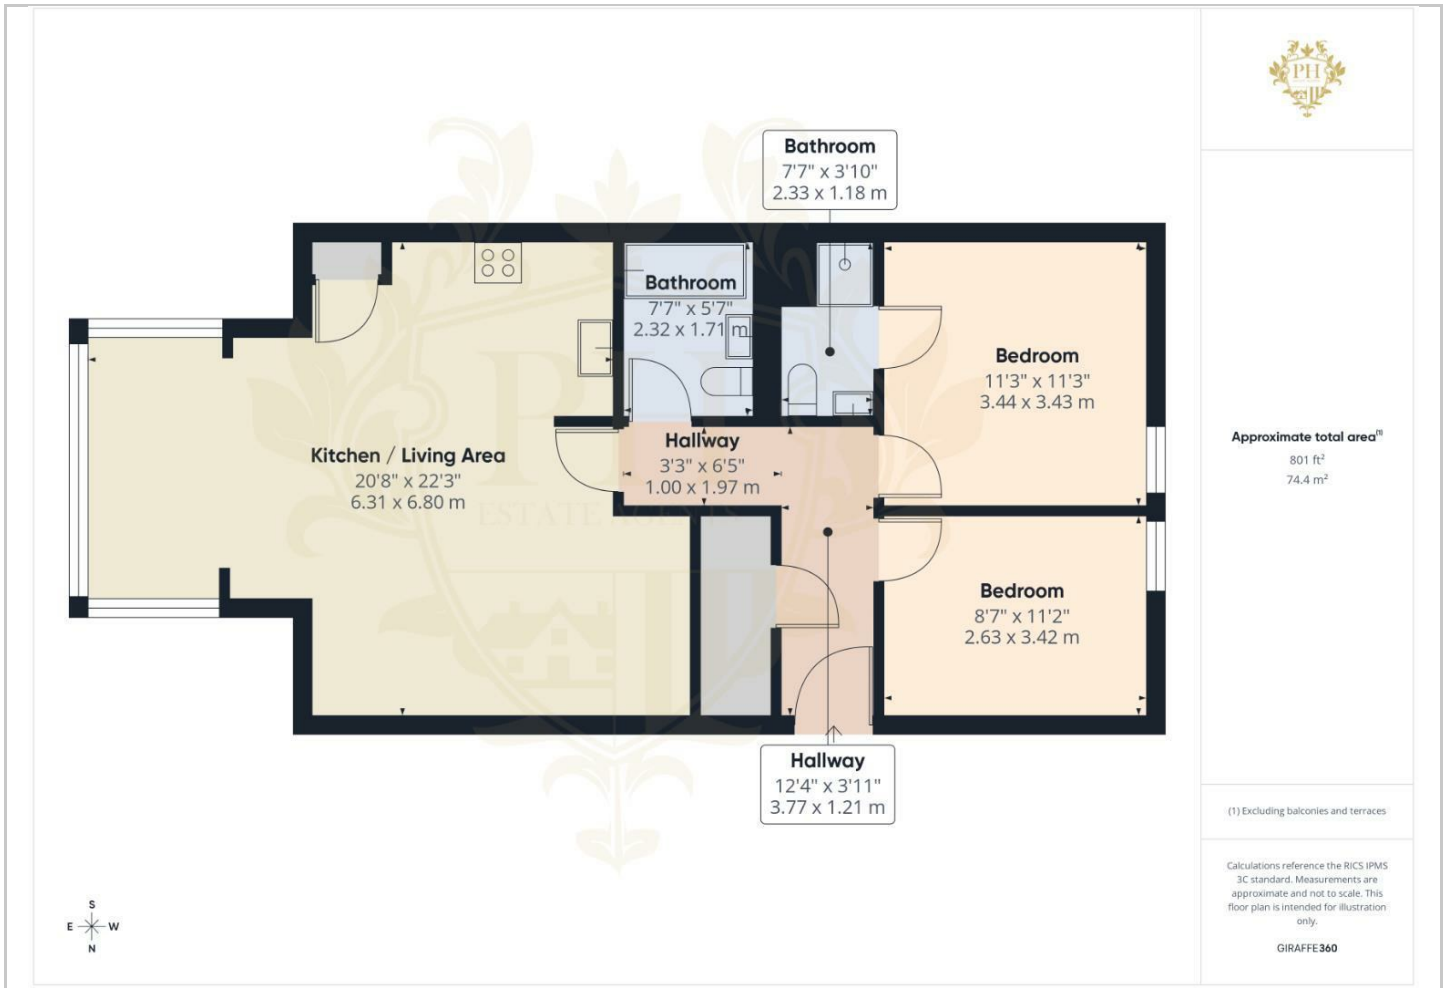 PH
Bathroom
7'7" x 3'10"
2.33 x 1.18 m
Bathroom
7'7" x 5'7"
2.32 x 1.71 m
Bedroom
11'3" x 11'3"
3.44 x 3.43 m
Kitchen / Living Area
20'8" x 22'3"
6.31 x 6.80 m
Hallway
3'3" x 6'5"
1.00 x 1.97 m
PH
ESTATE AGENTS
Bedroom
8'7" x 11'2"
2.63 x 3.42 m
Hallway
12'4" x 3'11"
3.77 x 1.21 m
S
E W
N
Approximate total area(1)
801 ft²
74.4 m²
(1) Excluding balconies and terraces
Calculations reference the RICS IPMS
3C standard. Measurements are
approximate and not to scale. This
floor plan is intended for illustration
only.
GIRAFFE360